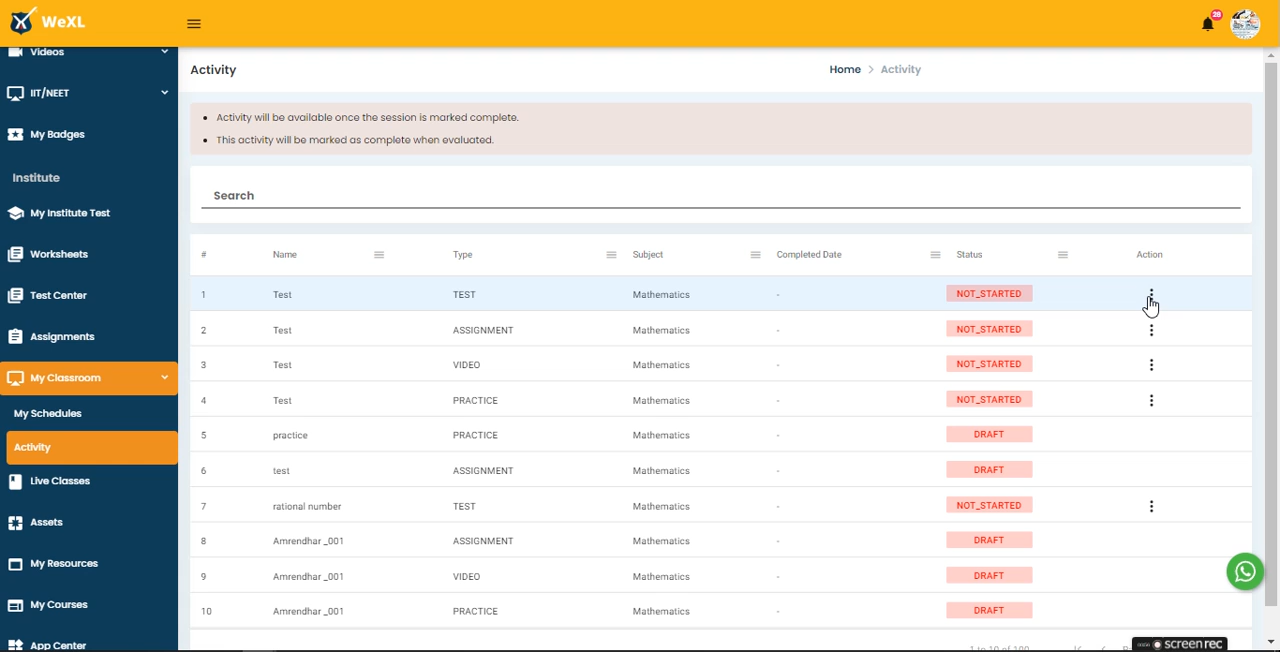 WeXL
28
Videos
IIT/NEET
My Badges
Institute
My Institute Test
Worksheets
Test Center
Assignments
My Classroom
My Schedules
Activity
Live Classes
Assets
My Resources
My Courses
App Center
Activity
Home > Activity
• Activity will be available once the session is marked complete.
• This activity will be marked as complete when evaluated.
Search
# Name Type Subject Completed Date Status Action
1 Test TEST Mathematics - NOT_STARTED
2 Test ASSIGNMENT Mathematics - NOT_STARTED
3 Test VIDEO Mathematics - NOT_STARTED
4 Test PRACTICE Mathematics - NOT_STARTED
5 practice PRACTICE Mathematics - DRAFT
6 test ASSIGNMENT Mathematics - DRAFT
7 rational number TEST Mathematics - NOT_STARTED
8 Amrendhar _001 ASSIGNMENT Mathematics - DRAFT
9 Amrendhar _001 VIDEO Mathematics - DRAFT
10 Amrendhar _001 PRACTICE Mathematics - DRAFT
1 to 10 of 100
screenrec